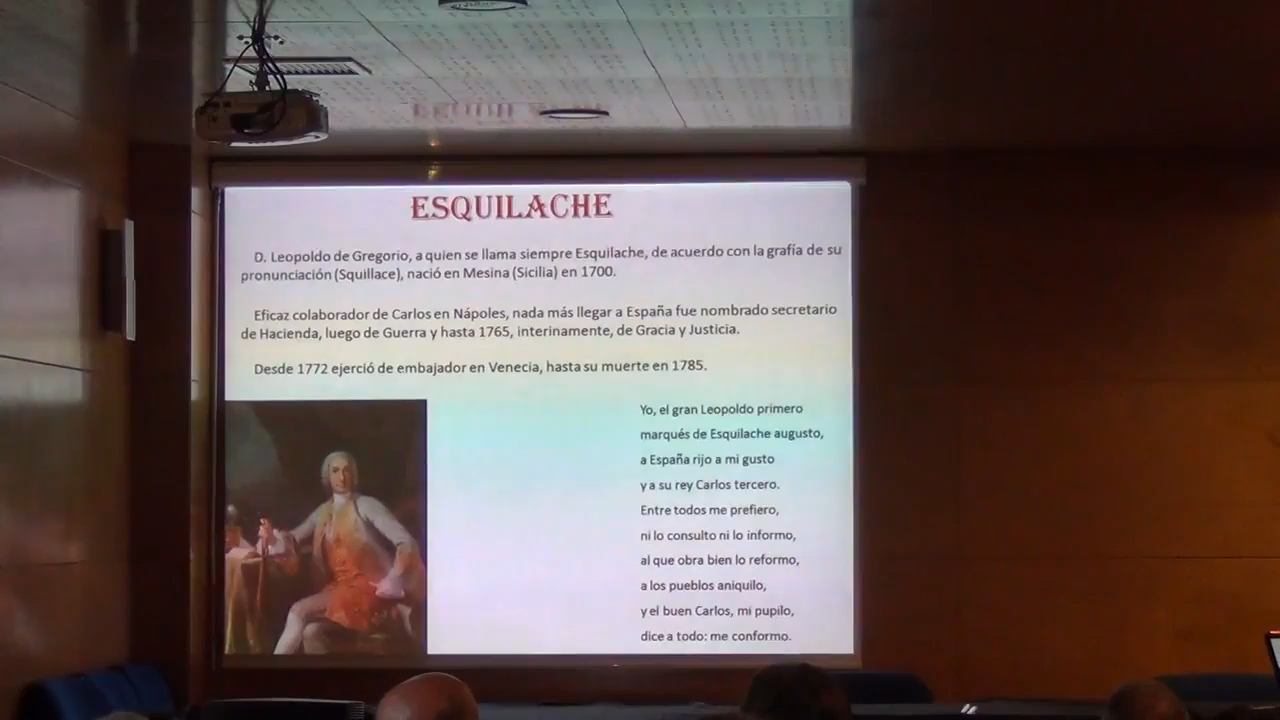 ESQUILACHE
D. Leopoldo de Gregorio, a quien se llama siempre Esquilache, de acuerdo con la grafía de su
pronunciación (Squillace), nació en Mesina (Sicilia) en 1700.
Eficaz colaborador de Carlos en Nápoles, nada más llegar a España fue nombrado secretario
de Hacienda, luego de Guerra y hasta 1765, interinamente, de Gracia y Justicia.
Desde 1772 ejerció de embajador en Venecia, hasta su muerte en 1785.
Yo, el gran Leopoldo primero
marqués de Esquilache augusto,
a España rijo a mi gusto
y a su rey Carlos tercero.
Entre todos me prefiero,
ni lo consulto ni lo informo,
al que obra bien lo reformo,
a los pueblos aniquilo,
y el buen Carlos, mi pupilo,
dice a todo: me conformo.